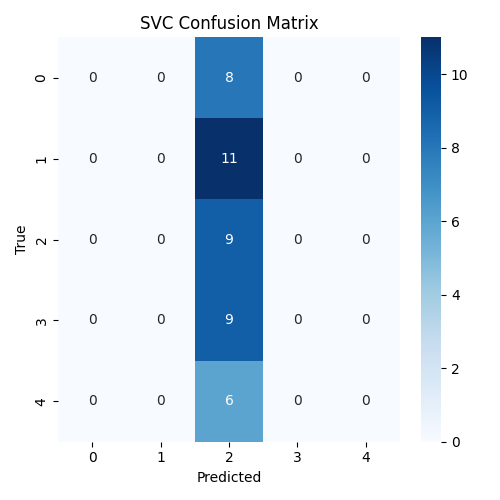 SVC Confusion Matrix
True
0 0 0 8 0 0
1 0 0 11 0 0
2 0 0 9 0 0
3 0 0 9 0 0
4 0 0 6 0 0
0 1 2 3 4
Predicted
10
8
6
4
2
0